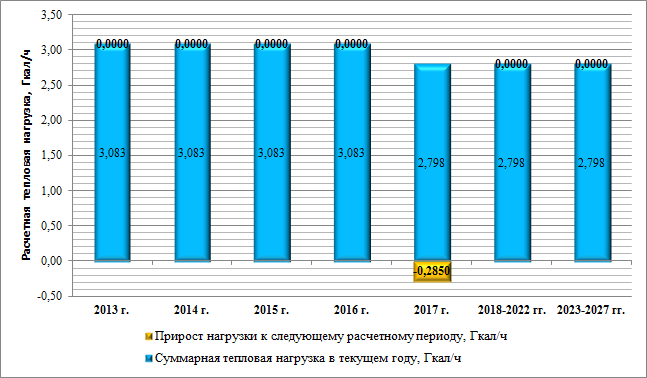 3,50
3,00
2,50
2,00
1,50
1,00
0,50
0,00
-0,50
Расчетная тепловая нагрузка, Гкал/ч
0,0000 0,0000 0,0000 0,0000 0,0000 0,0000
3,083 3,083 3,083 3,083 2,798 2,798 2,798
-0,2850
2013 г. 2014 г. 2015 г. 2016 г. 2017 г. 2018-2022 гг. 2023-2027 гг.
Прирост нагрузки к следующему расчетному периоду, Гкал/ч
Суммарная тепловая нагрузка в текущем году, Гкал/ч